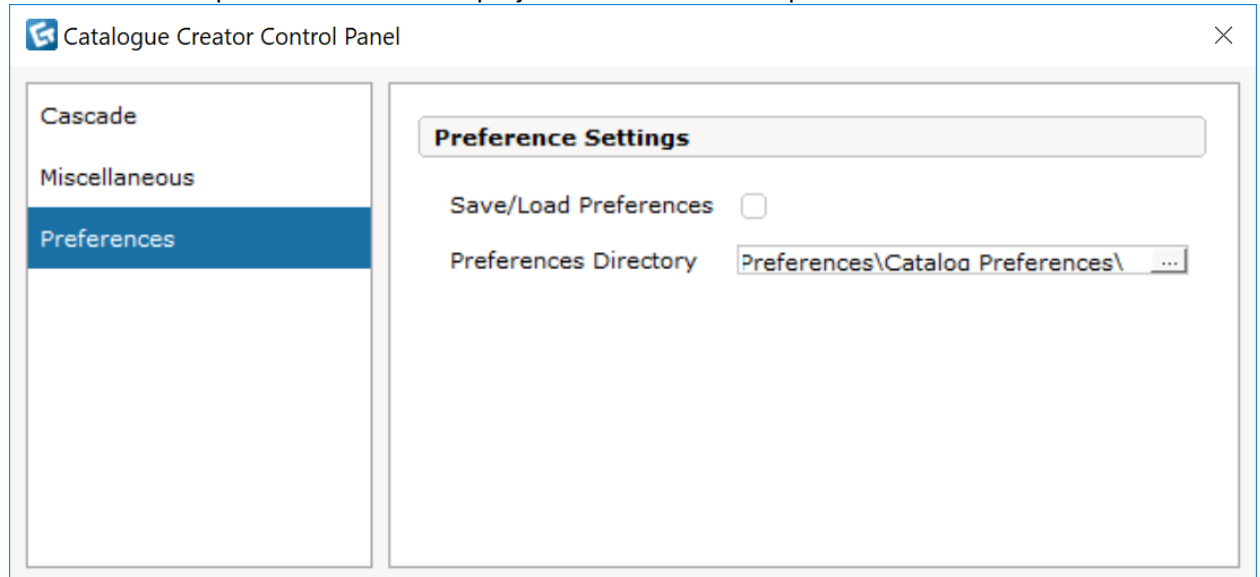 Catalogue Creator Control Panel
Cascade
Miscellaneous
Preferences
Preference Settings
Save/Load Preferences
Preferences Directory Preferences\Catalog Preferences\ ...